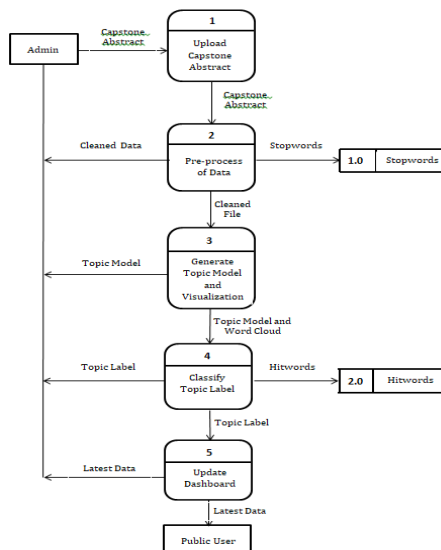 1
Capstone
Abstract
Admin
Upload
Capstone
Abstract
Capstone
Abstract
2
Cleaned Data
Stopwords
Pre-process
of Data
1.0 Stopwords
Cleaned
File
3
Generate
Topic Model
and
Visualization
Topic Model
Topic Model and
Word Cloud
4
Topic Label
Hitwords
Classify
Topic Label
2.0 Hitwords
Topic Label
5
Latest Data
Update
Dashboard
Latest Data
Public User